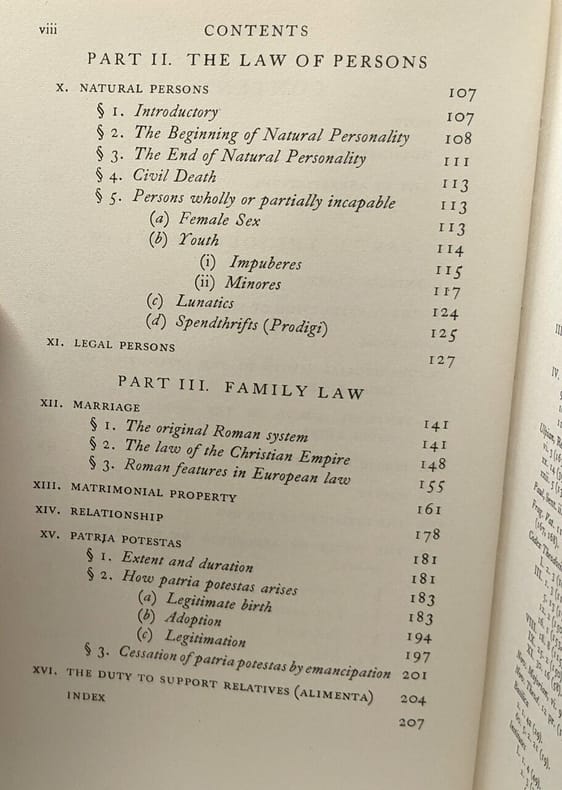 viii CONTENTS
PART II. THE LAW OF PERSONS
X. NATURAL PERSONS 107
§ 1. Introductory 107
§ 2. The Beginning of Natural Personality 108
§ 3. The End of Natural Personality 111
§ 4. Civil Death 113
§ 5. Persons wholly or partially incapable 113
(a) Female Sex 113
(b) Youth 114
(i) Impuberes 115
(ii) Minores 117
(c) Lunatics 124
(d) Spendthrifts (Prodigi) 125
XI. LEGAL PERSONS 127
PART III. FAMILY LAW
XII. MARRIAGE 141
§ 1. The original Roman system 141
§ 2. The law of the Christian Empire 148
§ 3. Roman features in European law 155
XIII. MATRIMONIAL PROPERTY 161
XIV. RELATIONSHIP 178
XV. PATRIA POTESTAS 181
§ 1. Extent and duration 181
§ 2. How patria potestas arises 183
(a) Legitimate birth 183
(b) Adoption 194
(c) Legitimation 197
§ 3. Cessation of patria potestas by emancipation 201
XVI. THE DUTY TO SUPPORT RELATIVES (ALIMENTA) 204
INDEX 207